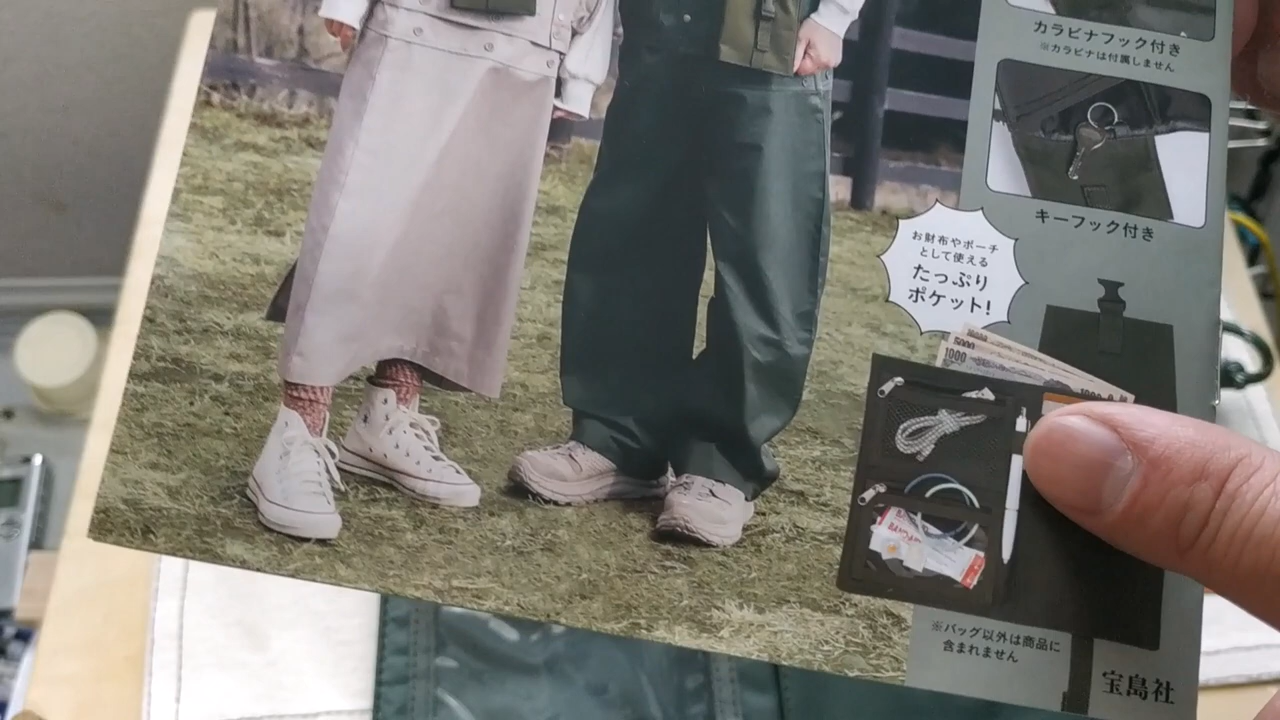 カラビナフック付き
※カラビナは付属しません
キーフック付き
お財布やポーチ
として使える
たっぷり
ポケット!
5000
1000
1000
※バッグ以外は商品に
含まれません
宝島社